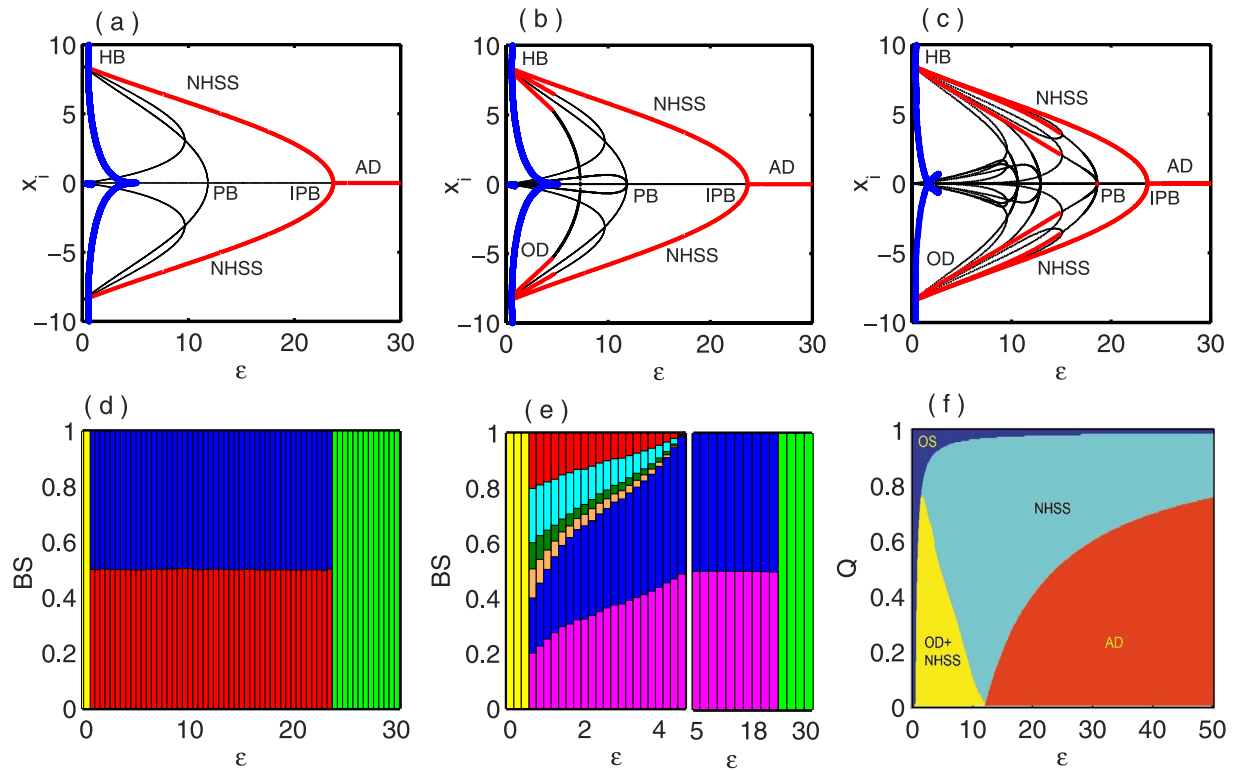 ( a )
10
5
0
−5
−10
x_i
HB
NHSS
AD
PB
IPB
NHSS
0
10
20
30
ε
( b )
10
5
0
−5
−10
x_i
HB
NHSS
AD
PB
IPB
OD
NHSS
0
10
20
30
ε
( c )
10
5
0
−5
−10
x_i
HB
NHSS
AD
PB
IPB
OD
NHSS
0
10
20
30
ε
( d )
1
0.8
0.6
0.4
0.2
0
BS
0
10
20
30
ε
( e )
1
0.8
0.6
0.4
0.2
0
BS
0
2
4
5
18
30
ε
ε
( f )
1
0.8
0.6
0.4
0.2
0
Q
OS
NHSS
OD+
NHSS
AD
0
10
20
30
40
50
ε